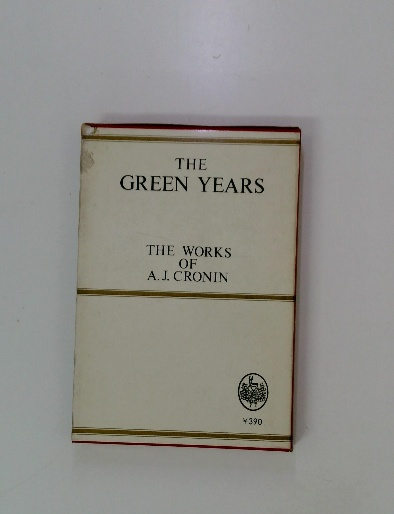 THE
GREEN YEARS
THE WORKS
OF
A. J. CRONIN
¥390